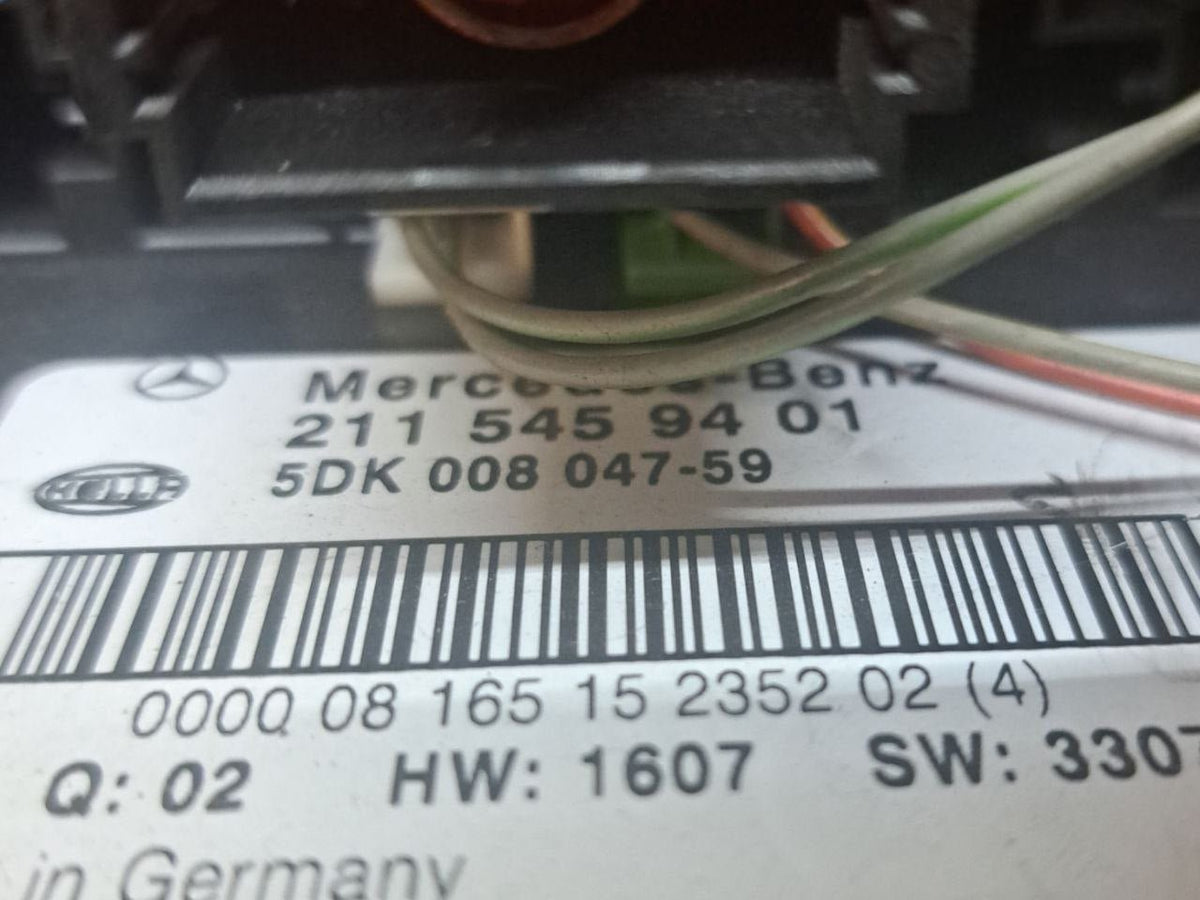 Mercedes-Benz
211 545 94 01
HELLA
5DK 008 047-59
0000 08 165 15 2352 02 (4)
Q: 02 HW: 1607 SW: 3307
in Germany